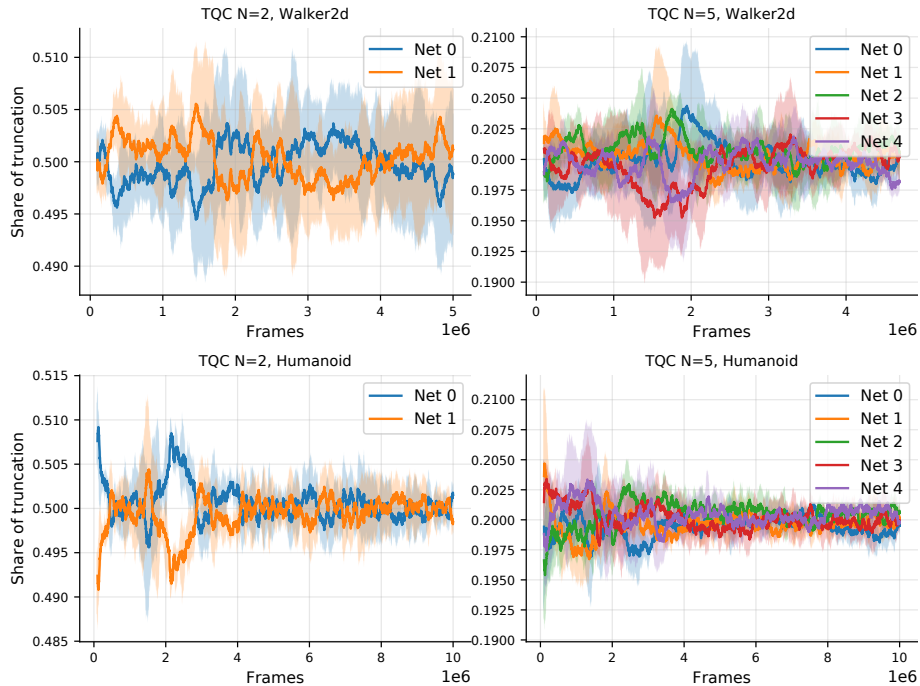 TQC N=2, Walker2d
Share of truncation
0.510
0.505
0.500
0.495
0.490
Net 0
Net 1
0 1 2 3 4 5
1e6
Frames
TQC N=5, Walker2d
0.2100
0.2075
0.2050
0.2025
0.2000
0.1975
0.1950
0.1925
0.1900
Net 0
Net 1
Net 2
Net 3
Net 4
0 1 2 3 4
1e6
Frames
TQC N=2, Humanoid
Share of truncation
0.515
0.510
0.505
0.500
0.495
0.490
0.485
Net 0
Net 1
0 2 4 6 8 10
1e6
Frames
TQC N=5, Humanoid
0.2100
0.2075
0.2050
0.2025
0.2000
0.1975
0.1950
0.1925
0.1900
Net 0
Net 1
Net 2
Net 3
Net 4
0 2 4 6 8 10
1e6
Frames